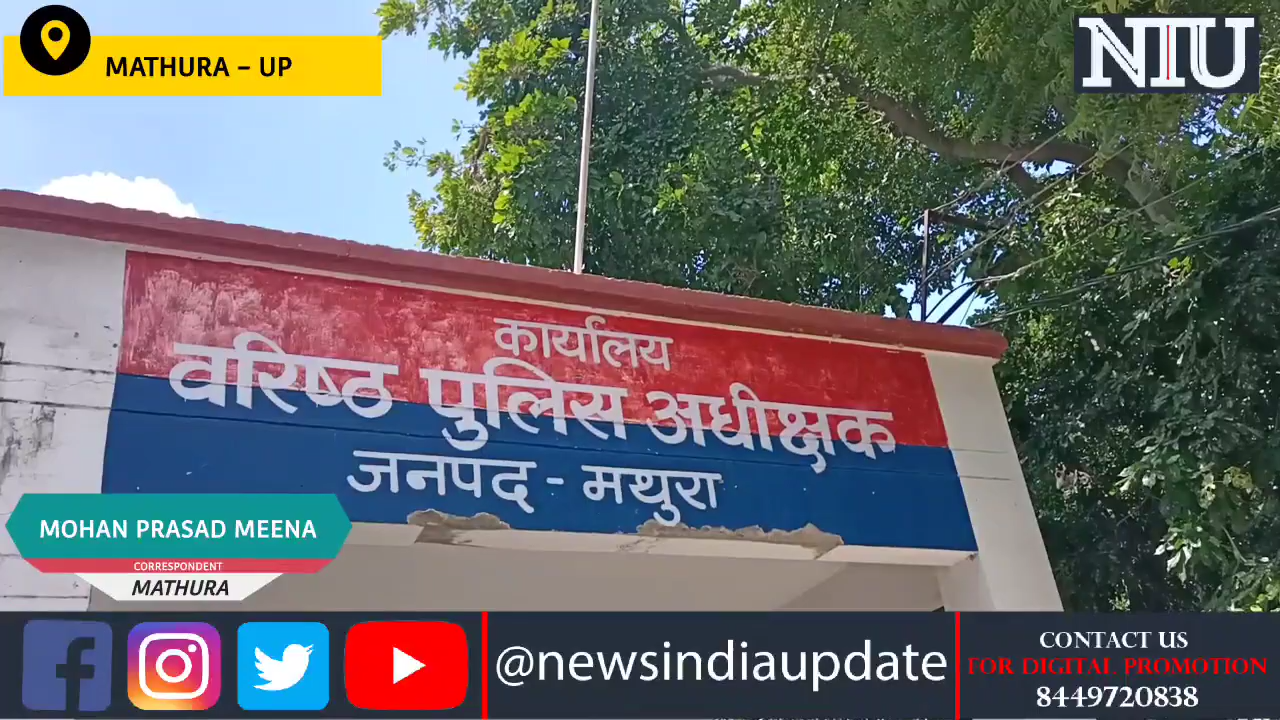 MATHURA - UP
NIU
कार्यालय
वरिष्ठ पुलिस अधीक्षक
जनपद - मथुरा
MOHAN PRASAD MEENA
CORRESPONDENT
MATHURA
@newsindiaupdate
CONTACT US
FOR DIGITAL PROMOTION
8449720838